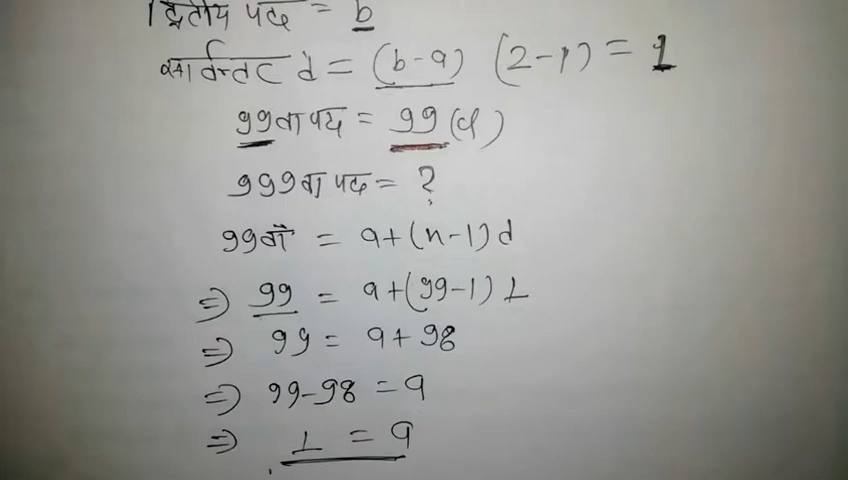 द्वितीय पद = b
सार्वन्तर d = (b-a) (2-1) = 1
99वा पद = 99 (d)
999वा पद = ?
99वाँ = a+(n-1)d
⇒ 99 = a+(99-1)1
⇒ 99 = a+98
⇒ 99-98 = a
⇒ 1 = a